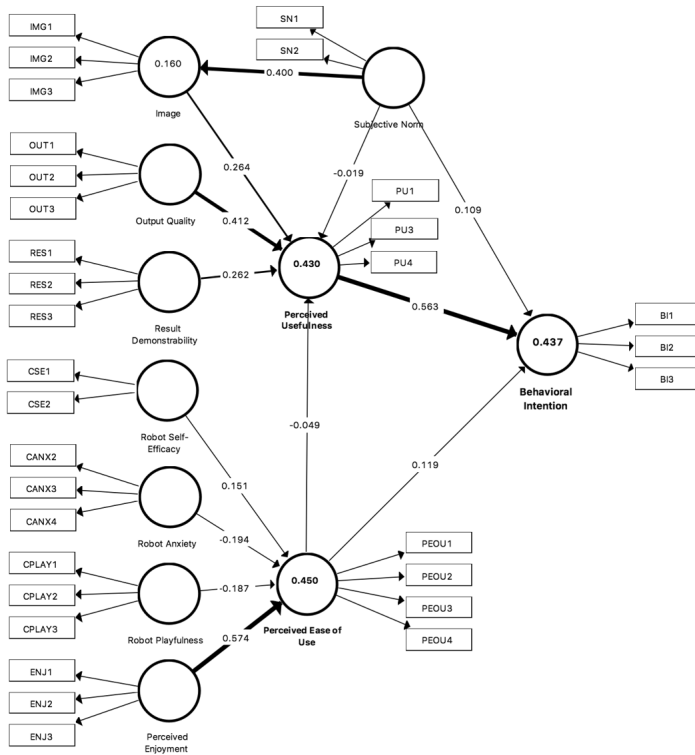 IMG1
IMG2
IMG3
0.160
Image
SN1
SN2
0.400
Subjective Norm
OUT1
OUT2
OUT3
Output Quality
0.264
-0.019
0.412
PU1
PU3
PU4
0.109
RES1
RES2
RES3
Result
Demonstrability
0.262
0.430
Perceived
Usefulness
0.563
0.437
Behavioral
Intention
BI1
BI2
BI3
CSE1
CSE2
Robot Self-
Efficacy
-0.049
0.151
0.119
CANX2
CANX3
CANX4
Robot Anxiety
-0.194
CPLAY1
CPLAY2
CPLAY3
Robot Playfulness
-0.187
0.450
Perceived Ease of
Use
PEOU1
PEOU2
PEOU3
PEOU4
0.574
ENJ1
ENJ2
ENJ3
Perceived
Enjoyment